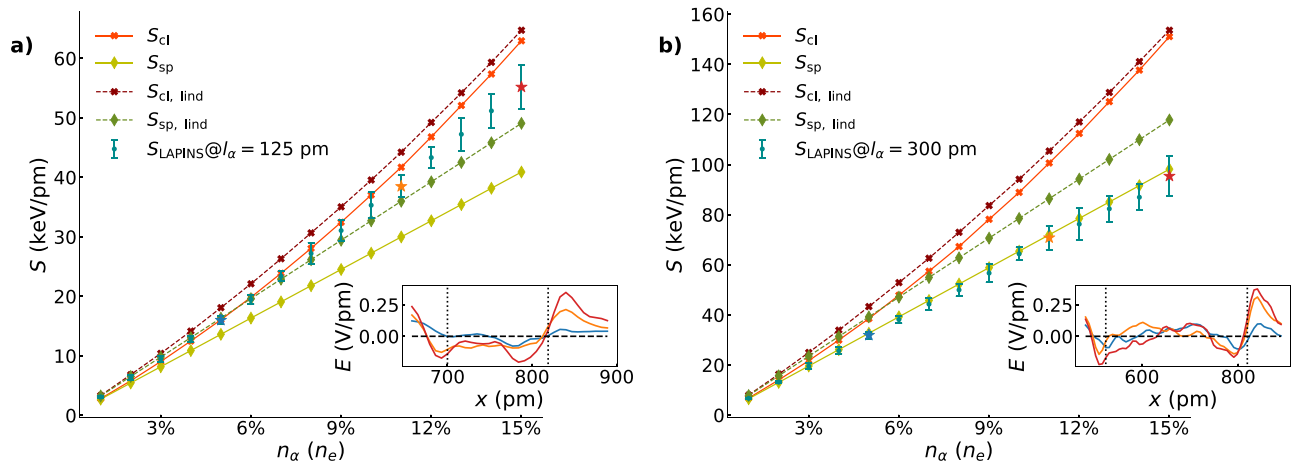 a)
S_cl
S_sp
S_cl, lind
S_sp, lind
S_LAPINS@l_α = 125 pm
S (keV/pm)
60
50
40
30
20
10
0
3%
6%
9%
12%
15%
n_α (n_e)
E (V/pm)
0.25
0.00
700
800
900
x (pm)
b)
S_cl
S_sp
S_cl, lind
S_sp, lind
S_LAPINS@l_α = 300 pm
S (keV/pm)
160
140
120
100
80
60
40
20
0
3%
6%
9%
12%
15%
n_α (n_e)
E (V/pm)
0.25
0.00
600
800
x (pm)